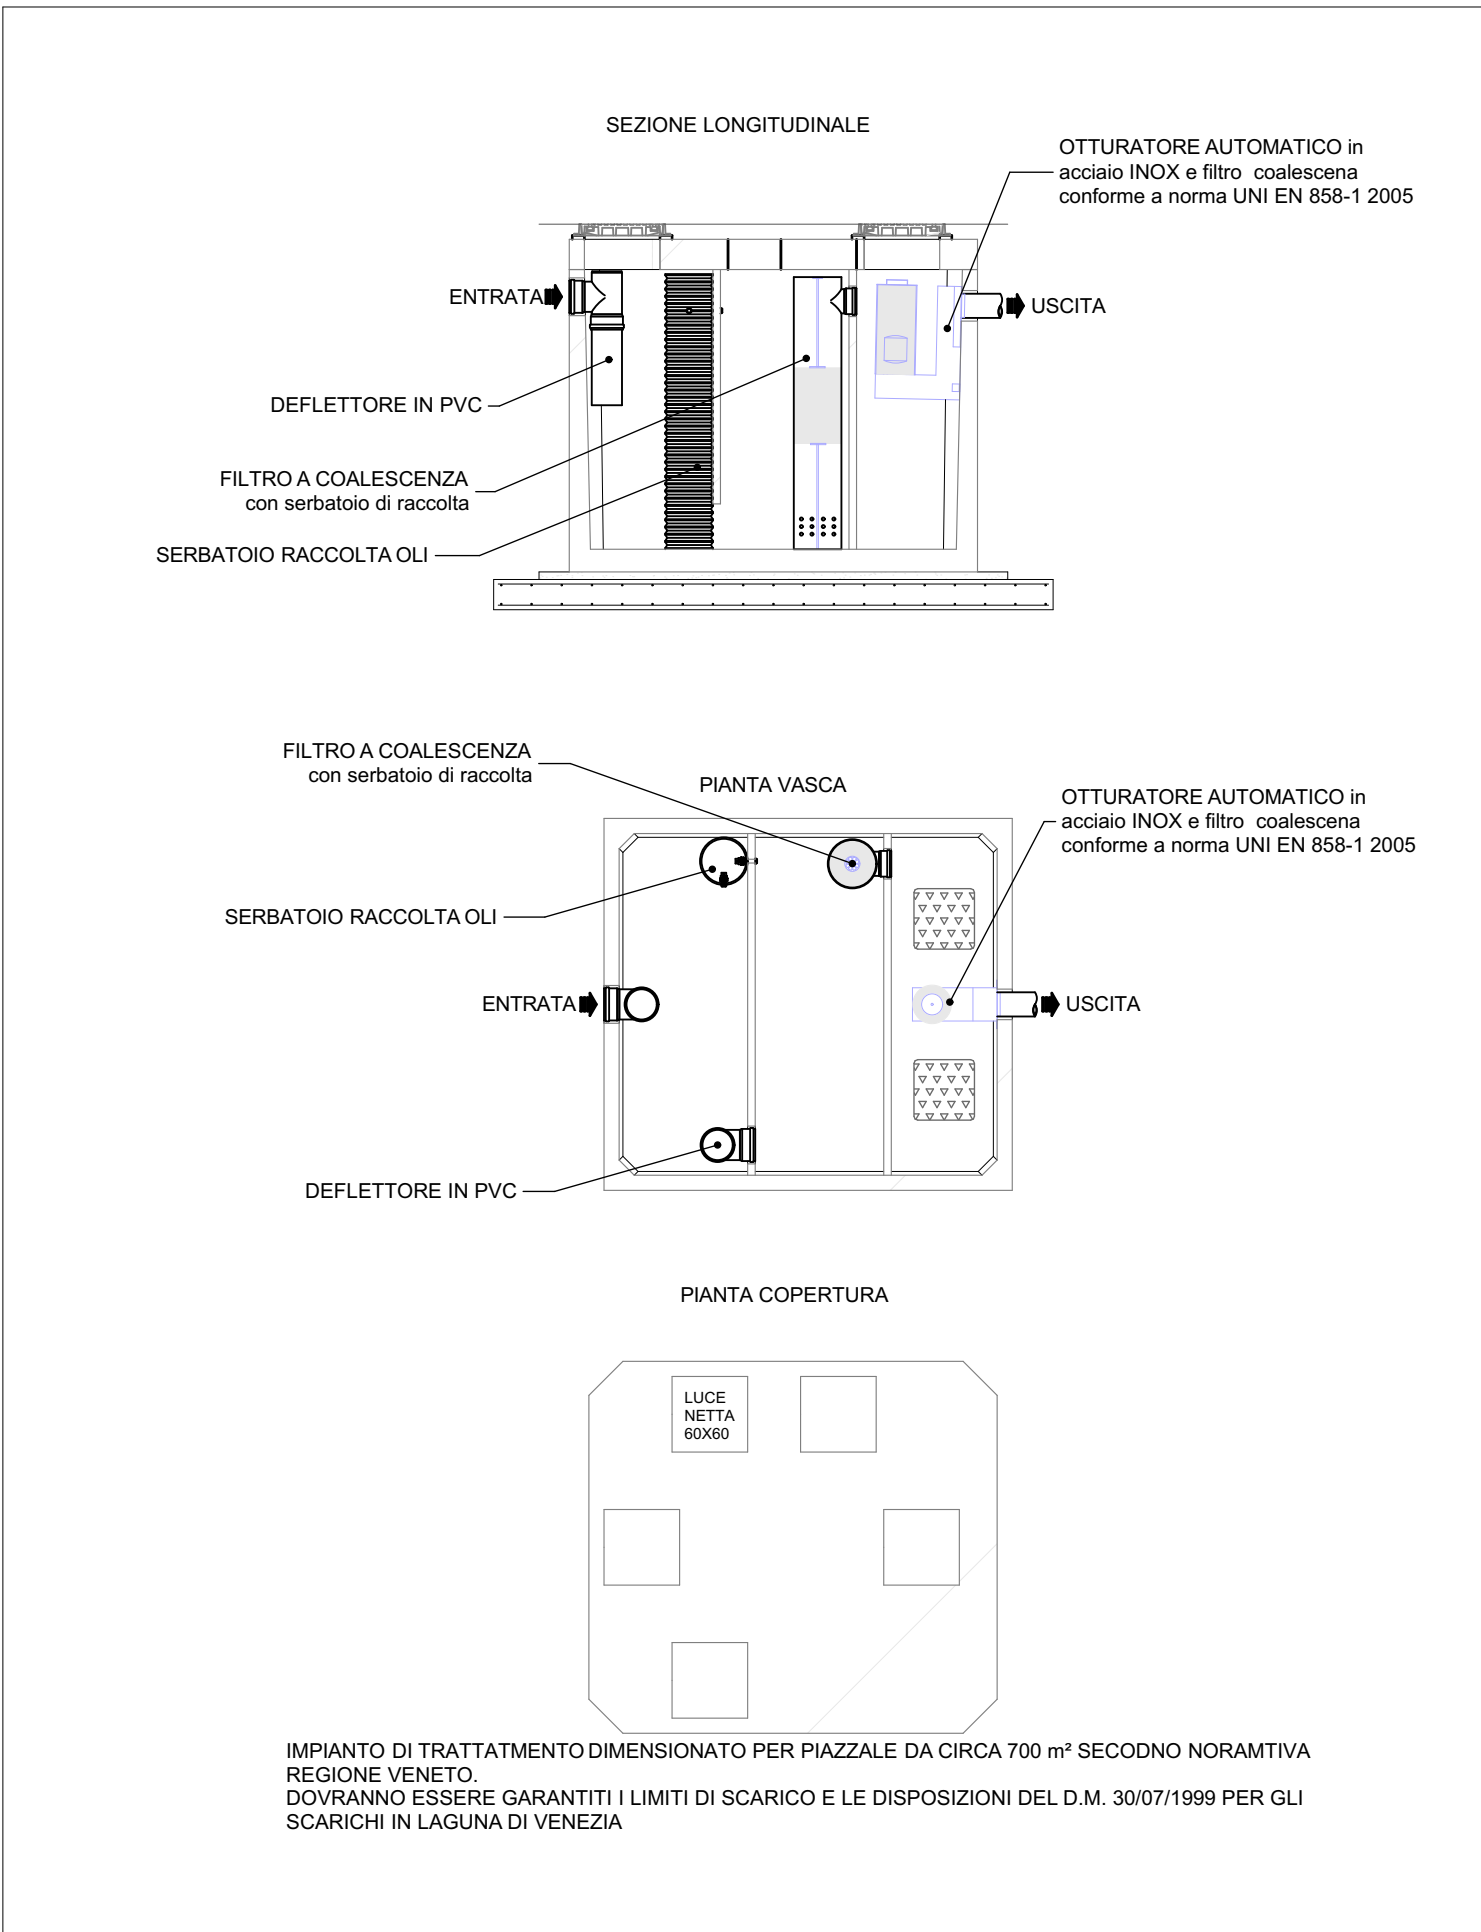 SEZIONE LONGITUDINALE
OTTURATORE AUTOMATICO in
acciaio INOX e filtro coalescena
conforme a norma UNI EN 858-1 2005
ENTRATA
USCITA
DEFLETTORE IN PVC
FILTRO A COALESCENZA
con serbatoio di raccolta
SERBATOIO RACCOLTA OLI
FILTRO A COALESCENZA
con serbatoio di raccolta
PIANTA VASCA
OTTURATORE AUTOMATICO in
acciaio INOX e filtro coalescena
conforme a norma UNI EN 858-1 2005
SERBATOIO RACCOLTA OLI
ENTRATA
USCITA
DEFLETTORE IN PVC
PIANTA COPERTURA
LUCE
NETTA
60X60
IMPIANTO DI TRATTATMENTO DIMENSIONATO PER PIAZZALE DA CIRCA 700 m² SECODNO NORAMTIVA
REGIONE VENETO.
DOVRANNO ESSERE GARANTITI I LIMITI DI SCARICO E LE DISPOSIZIONI DEL D.M. 30/07/1999 PER GLI
SCARICHI IN LAGUNA DI VENEZIA